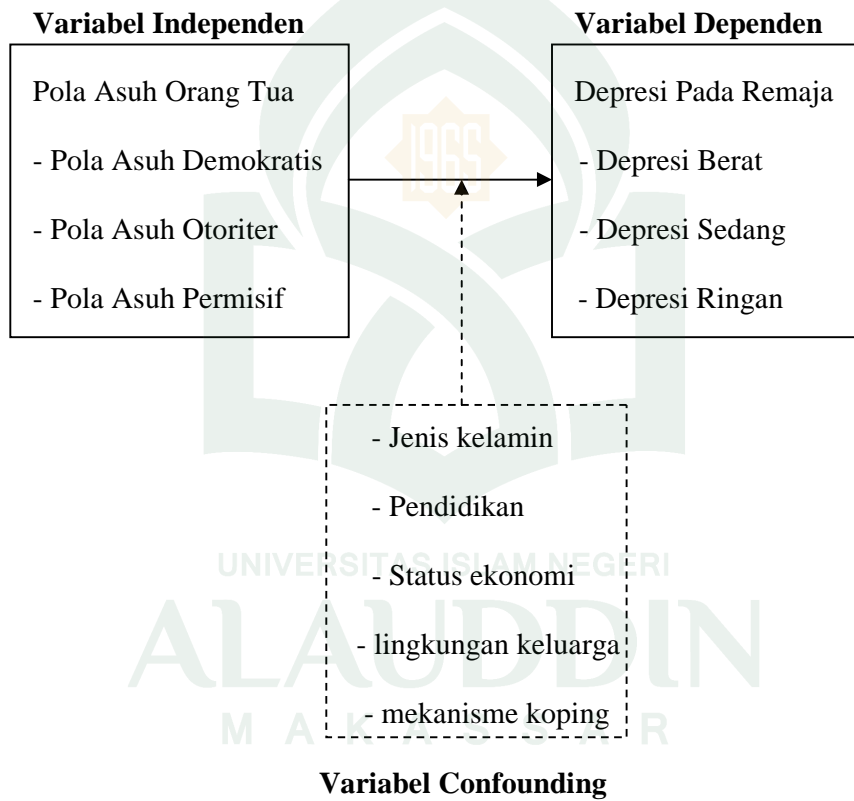 Variabel Independen
Variabel Dependen
Pola Asuh Orang Tua
- Pola Asuh Demokratis
- Pola Asuh Otoriter
- Pola Asuh Permisif
Depresi Pada Remaja
- Depresi Berat
- Depresi Sedang
- Depresi Ringan
1965
- Jenis kelamin
- Pendidikan
- Status ekonomi
- lingkungan keluarga
- mekanisme koping
UNIVERSITAS ISLAM NEGERI
ALAUDDIN
MAKASSAR
Variabel Confounding